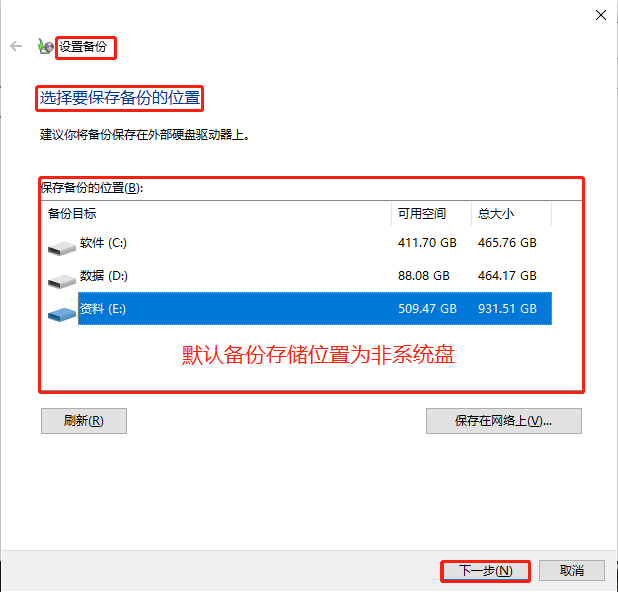 设置备份
选择要保存备份的位置
建议你将备份保存在外部硬盘驱动器上。
保存备份的位置(B):
备份目标 可用空间 总大小
软件 (C:) 411.70 GB 465.76 GB
数据 (D:) 88.08 GB 464.17 GB
资料 (E:) 509.47 GB 931.51 GB
默认备份存储位置为非系统盘
刷新(R) 保存在网络上(V)...
下一步(N) 取消